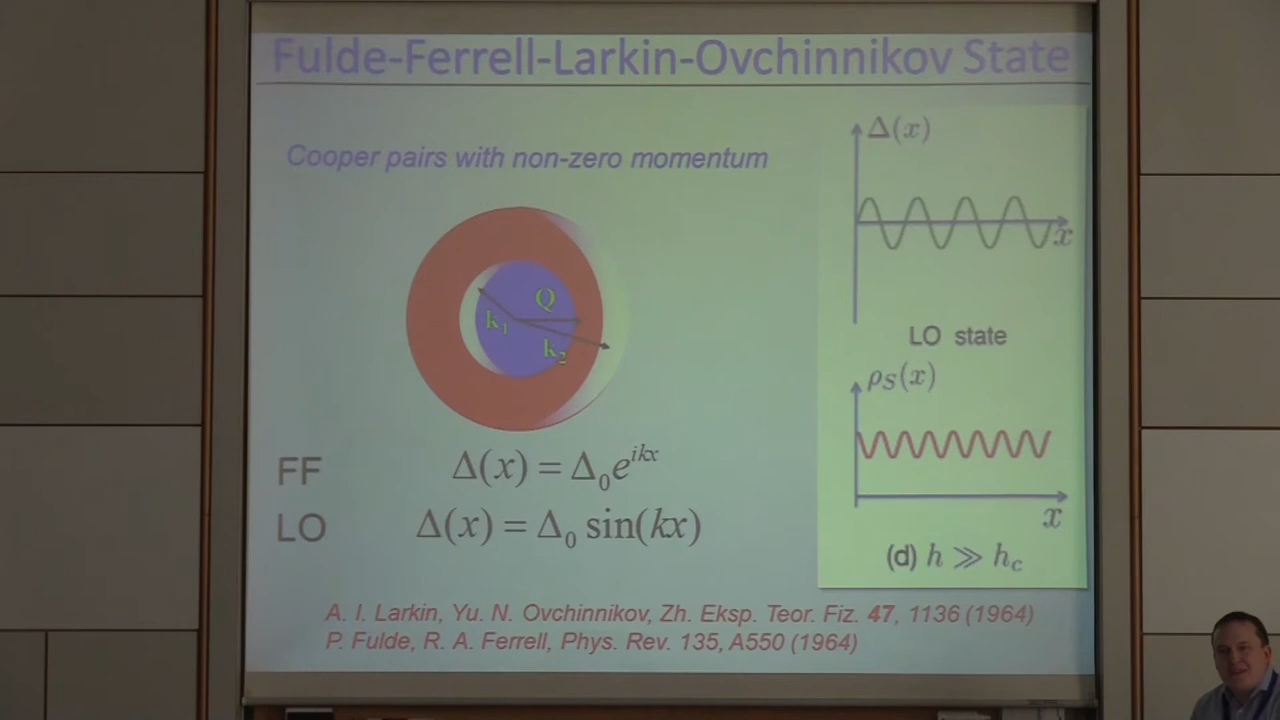 Fulde-Ferrell-Larkin-Ovchinnikov State
Cooper pairs with non-zero momentum
Q
k₁
k₂
FF Δ(x) = Δ₀e^{ikx}
LO Δ(x) = Δ₀ sin(kx)
Δ(x)
x
LO state
ρS(x)
x
(d) h ≫ h_c
A. I. Larkin, Yu. N. Ovchinnikov, Zh. Eksp. Teor. Fiz. 47, 1136 (1964)
P. Fulde, R. A. Ferrell, Phys. Rev. 135, A550 (1964)